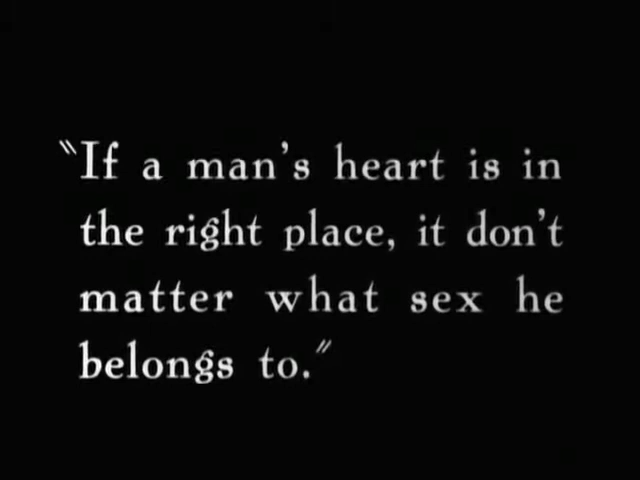 "If a man's heart is in
the right place, it don't
matter what sex he
belongs to."